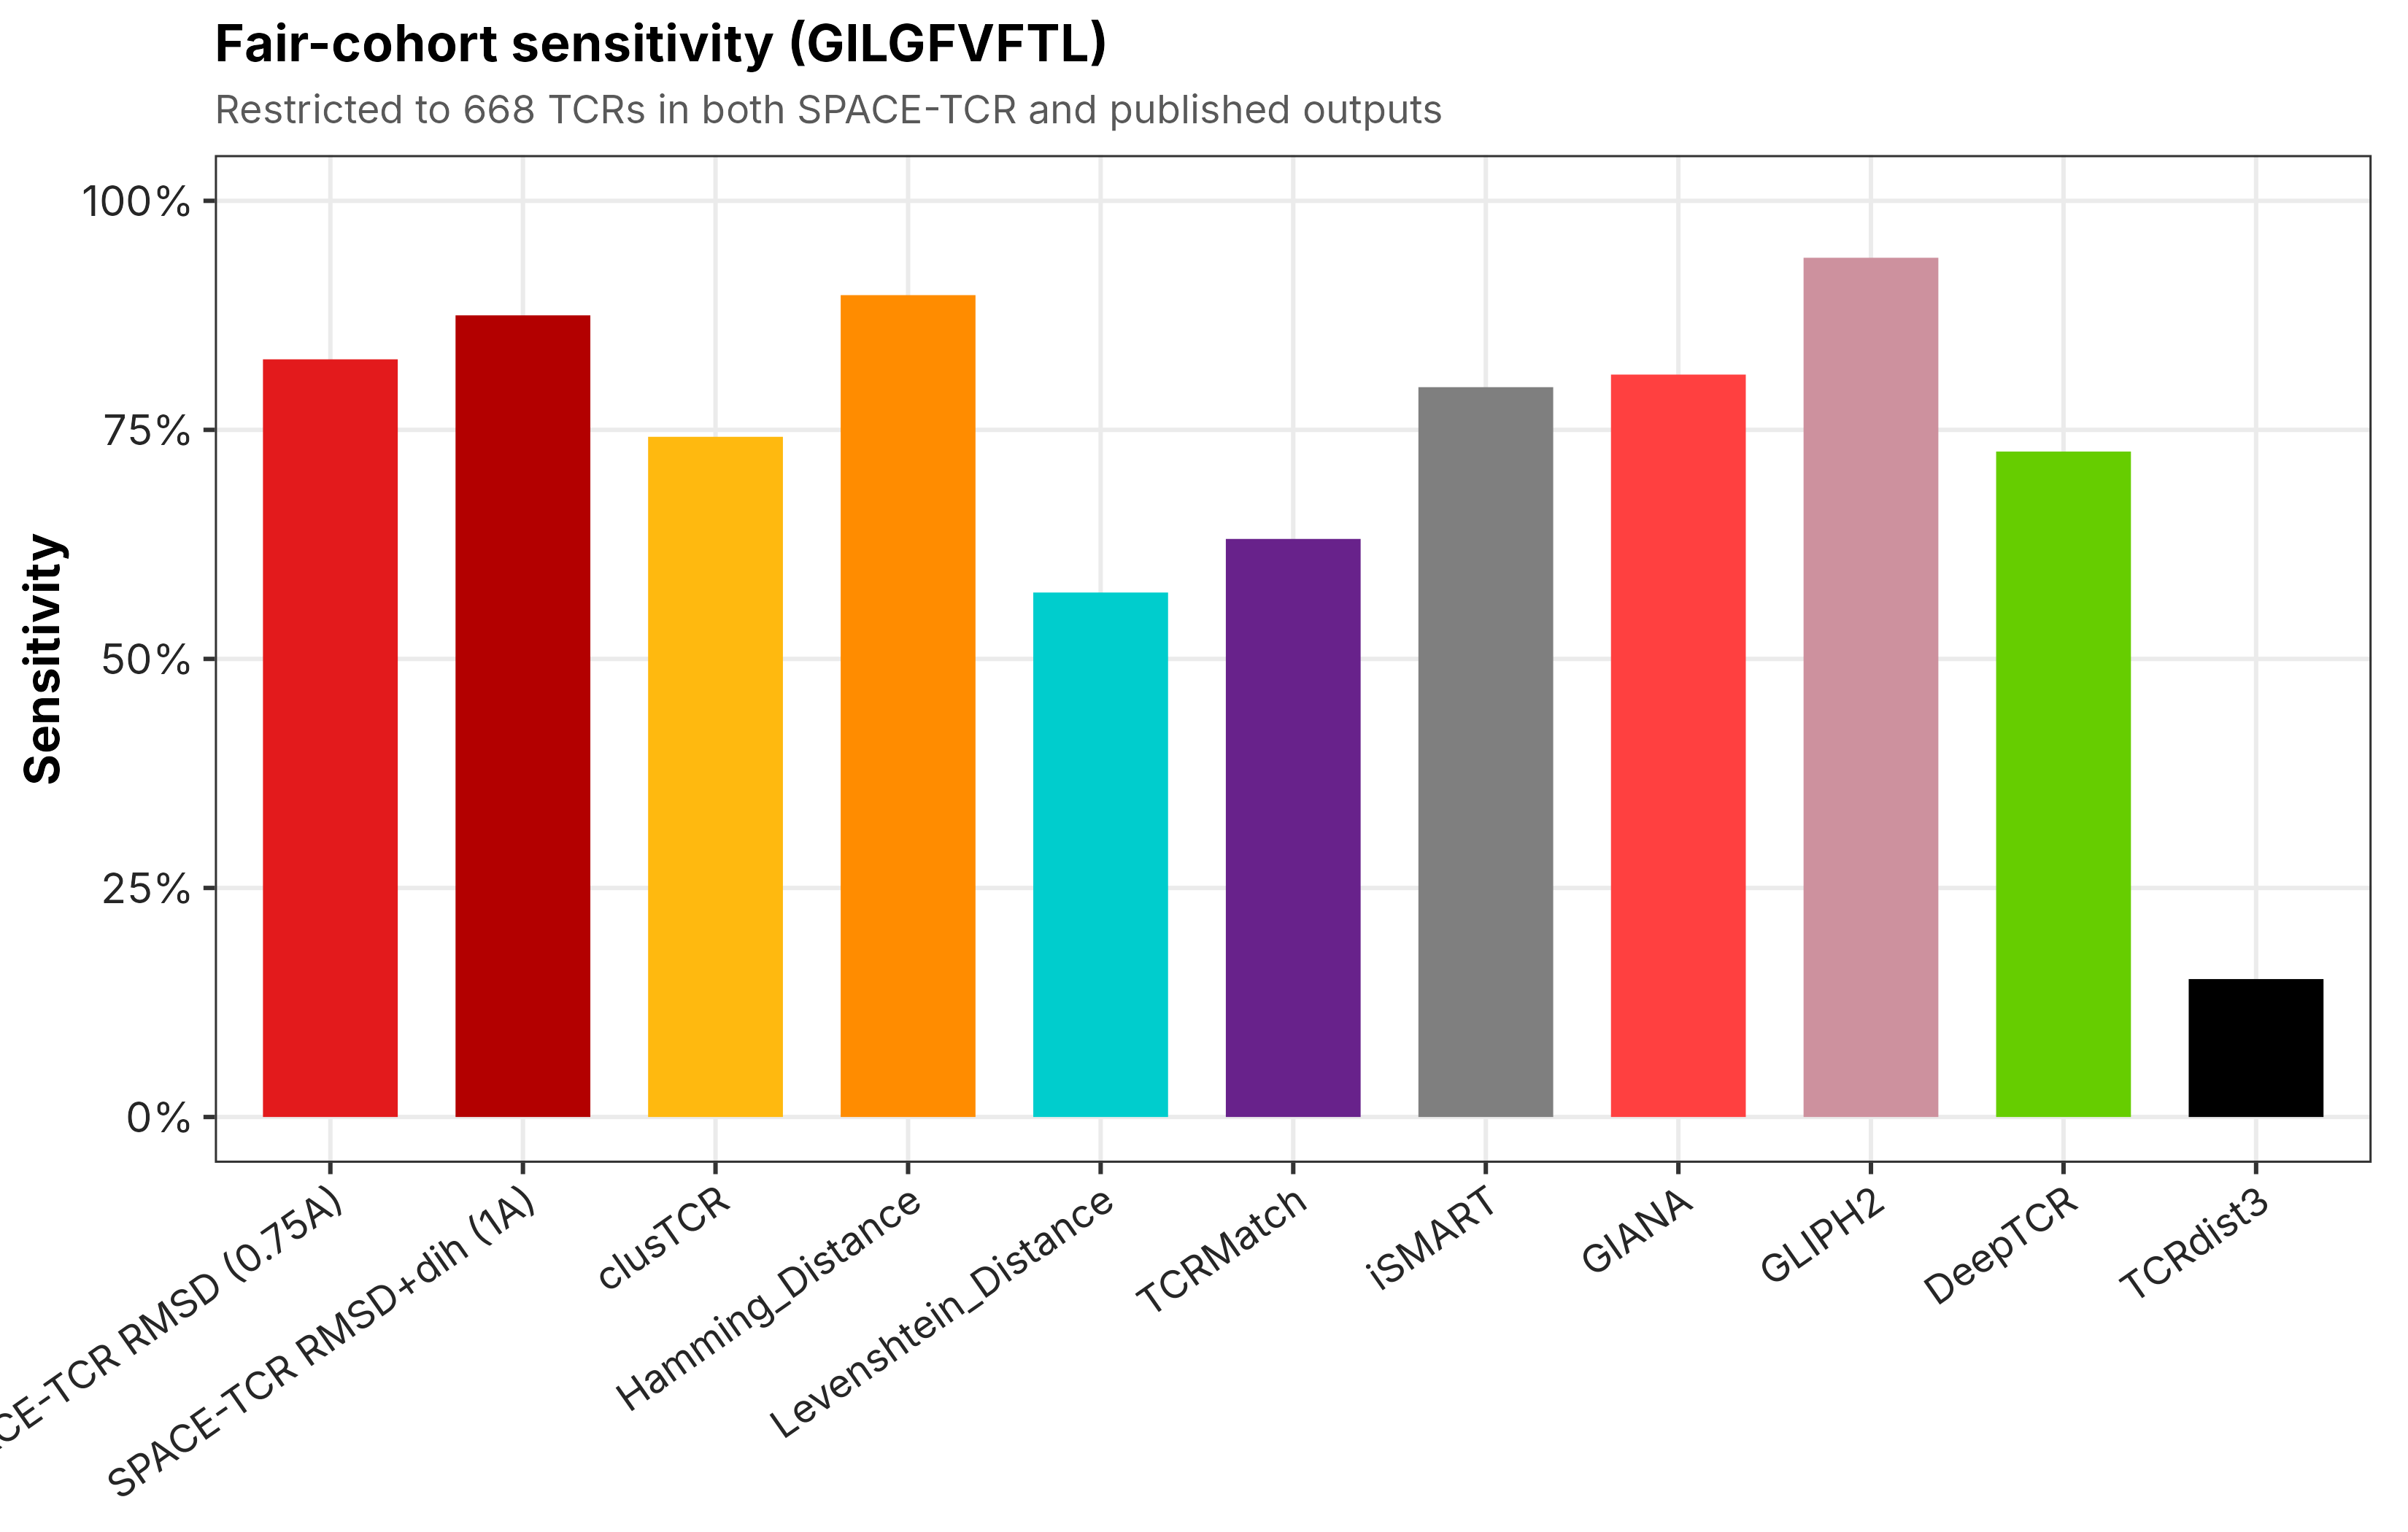 Fair-cohort sensitivity (GILGFVFTL)
Restricted to 668 TCRs in both SPACE-TCR and published outputs
Sensitivity
100%
75%
50%
25%
0%
CE-TCR RMSD (0.75A)
SPACE-TCR RMSD+dih (1A)
clusTCR
Hamming_Distance
Levenshtein_Distance
TCRMatch
iSMART
GIANA
GLIPH2
DeepTCR
TCRdist3